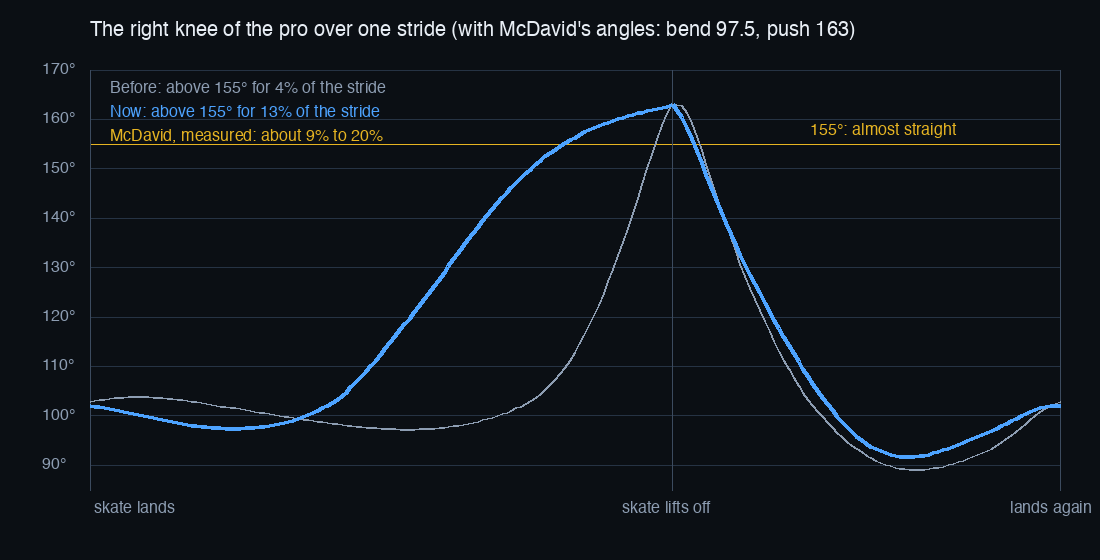 The right knee of the pro over one stride (with McDavid's angles: bend 97.5, push 163)
170°
Before: above 155° for 4% of the stride
Now: above 155° for 13% of the stride
160°
McDavid, measured: about 9% to 20%
155°: almost straight
150°
140°
130°
120°
110°
100°
90°
skate lands
skate lifts off
lands again